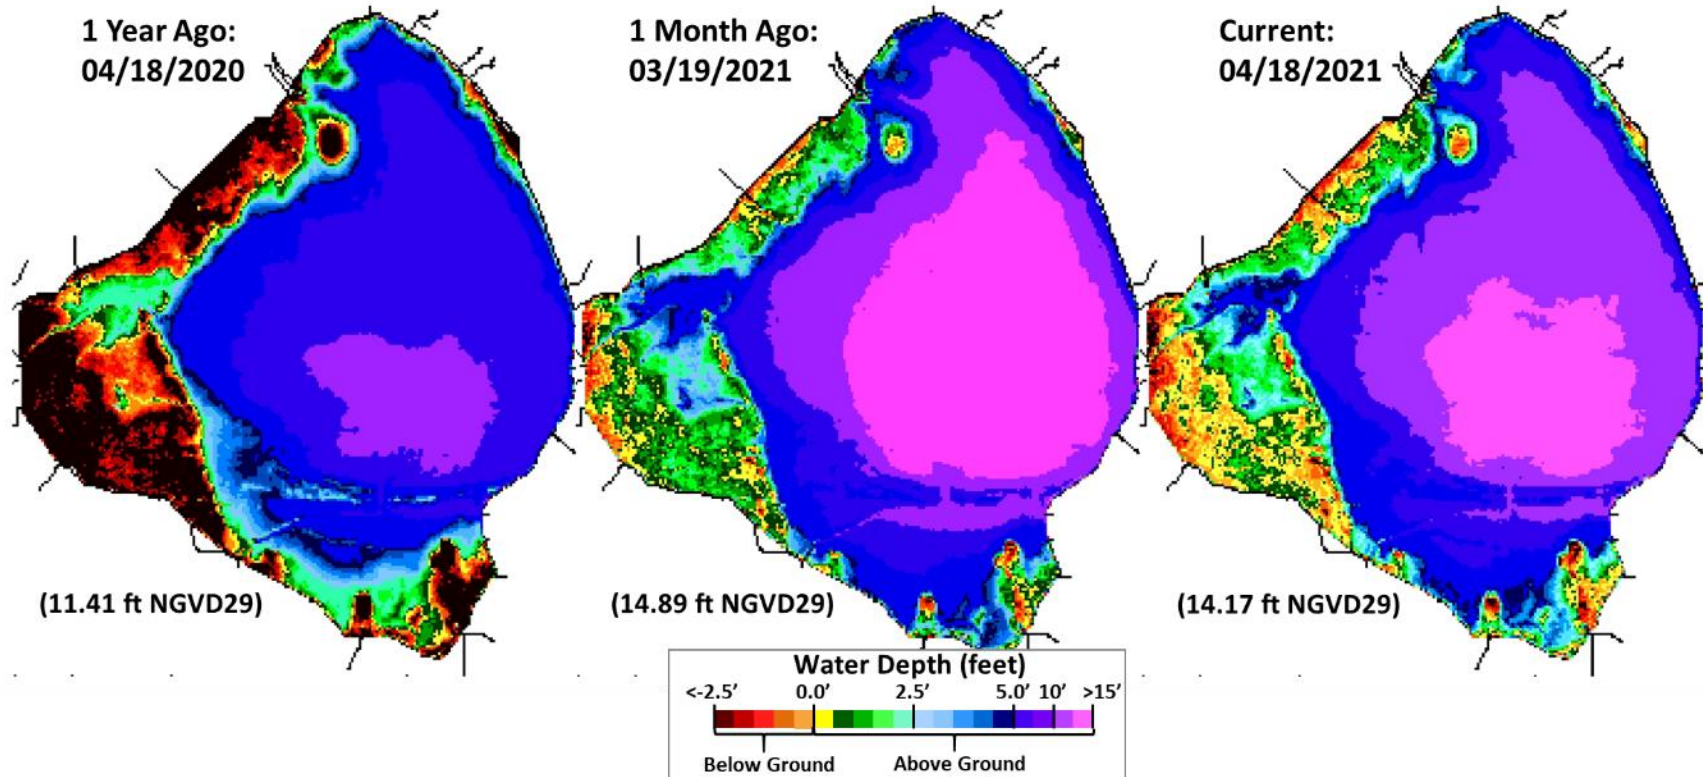 1 Year Ago:
04/18/2020
1 Month Ago:
03/19/2021
Current:
04/18/2021
(11.41 ft NGVD29)
(14.89 ft NGVD29)
(14.17 ft NGVD29)
Water Depth (feet)
<-2.5’ 0.0’ 2.5’ 5.0’ 10’ >15’
Below Ground Above Ground